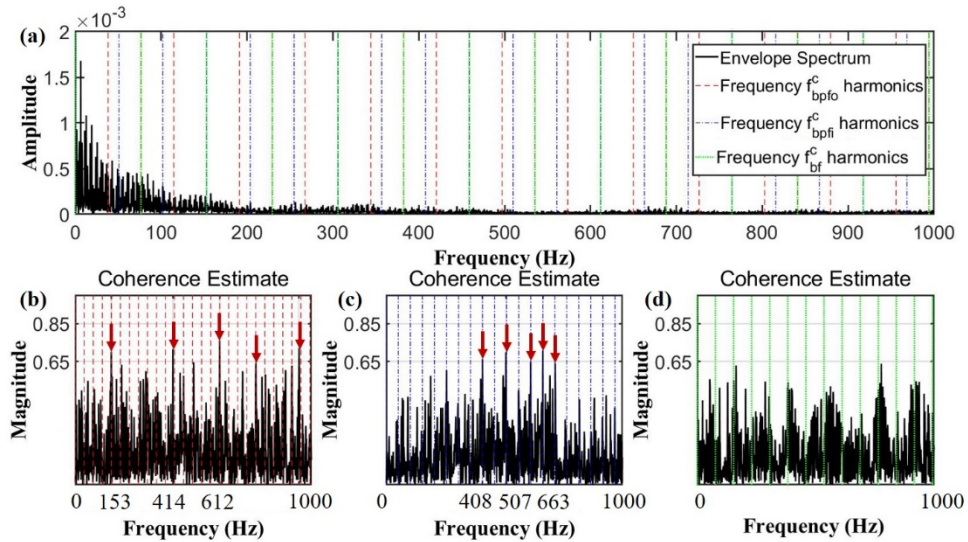 ×10⁻³
(a)
2
1.5
1
0.5
0
Amplitude
Envelope Spectrum
Frequency f^c_bpfo harmonics
Frequency f^c_bpfi harmonics
Frequency f^c_bf harmonics
0 100 200 300 400 500 600 700 800 900 1000
Frequency (Hz)
(b) Coherence Estimate
0.85
0.65
Magnitude
0 153 414 612 1000
Frequency (Hz)
(c) Coherence Estimate
0.85
0.65
Magnitude
0 408 507 663 1000
Frequency (Hz)
(d) Coherence Estimate
0.85
0.65
Magnitude
0 1000
Frequency (Hz)